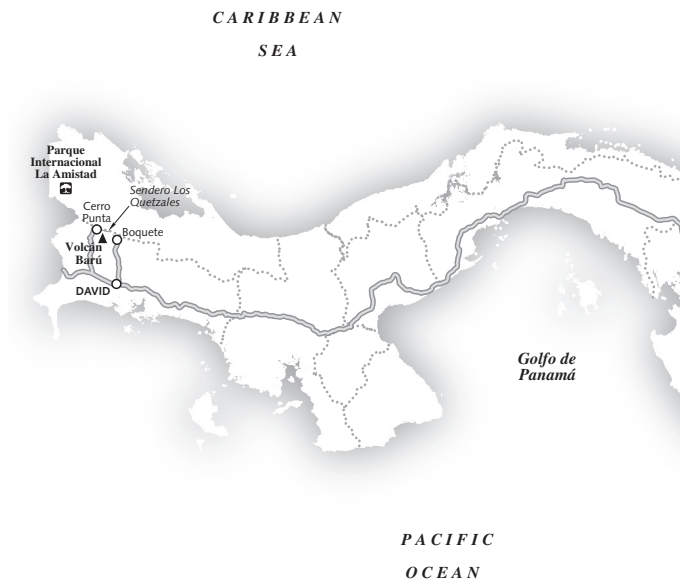 CARIBBEAN
SEA
Parque
Internacional
La Amistad
Sendero Los
Quetzales
Cerro
Punta
Boquete
Volcán
Barú
DAVID
Golfo de
Panamá
PACIFIC
OCEAN